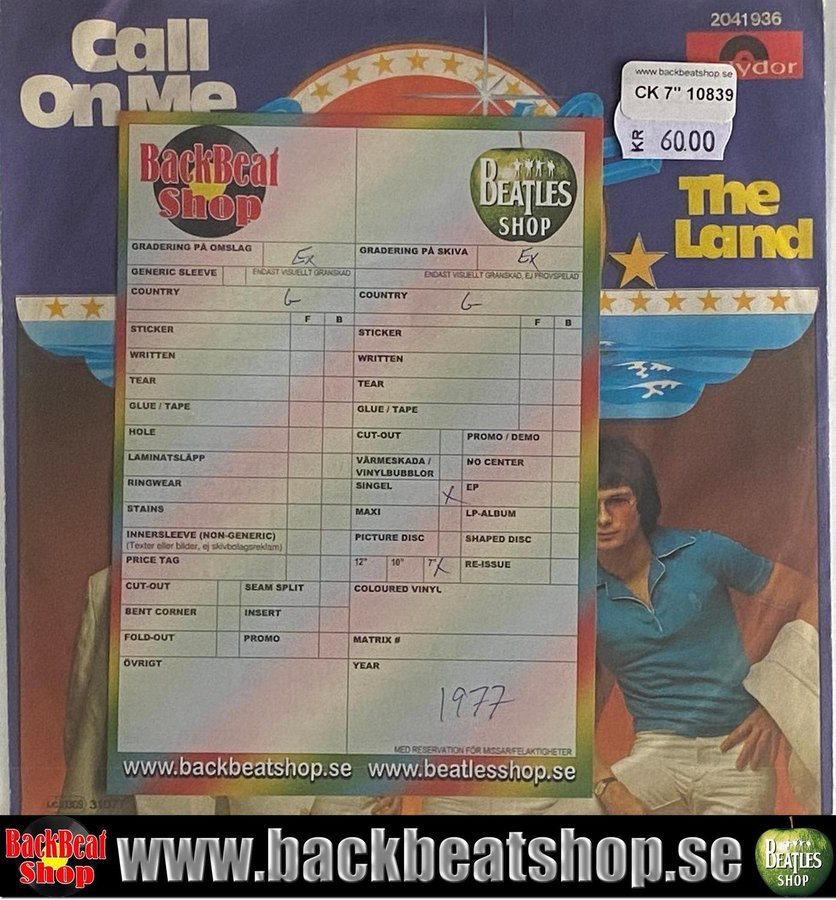 Call
On Me
2041936
Polydor
www.backbeatshop.se
CK 7" 10839
KR 60.00
The
Land
BackBeat
Shop
BEATLES
SHOP
GRADERING PÅ OMSLAG Ex
GENERIC SLEEVE ENDAST VISUELLT GRANSKAD
COUNTRY G
F B
STICKER
WRITTEN
TEAR
GLUE / TAPE
HOLE
LAMINATSLÄPP
RINGWEAR
STAINS
INNERSLEEVE (NON-GENERIC)
(Texter eller bilder, ej skivbolagsreklam)
PRICE TAG
CUT-OUT SEAM SPLIT
BENT CORNER INSERT
FOLD-OUT PROMO
ÖVRIGT
GRADERING PÅ SKIVA Ex
ENDAST VISUELLT GRANSKAD, EJ PROVSPELAD
COUNTRY G
F B
STICKER
WRITTEN
TEAR
GLUE / TAPE
CUT-OUT PROMO / DEMO
VÄRMESKADA / NO CENTER
VINYLBUBBLOR
SINGEL X EP
MAXI LP-ALBUM
PICTURE DISC SHAPED DISC
12" 10" 7" X RE-ISSUE
COLOURED VINYL
MATRIX #
YEAR
1977
MED RESERVATION FÖR MISSAR/FELAKTIGHETER
www.backbeatshop.se www.beatlesshop.se
BackBeat
Shop
www.backbeatshop.se
BEATLES
SHOP